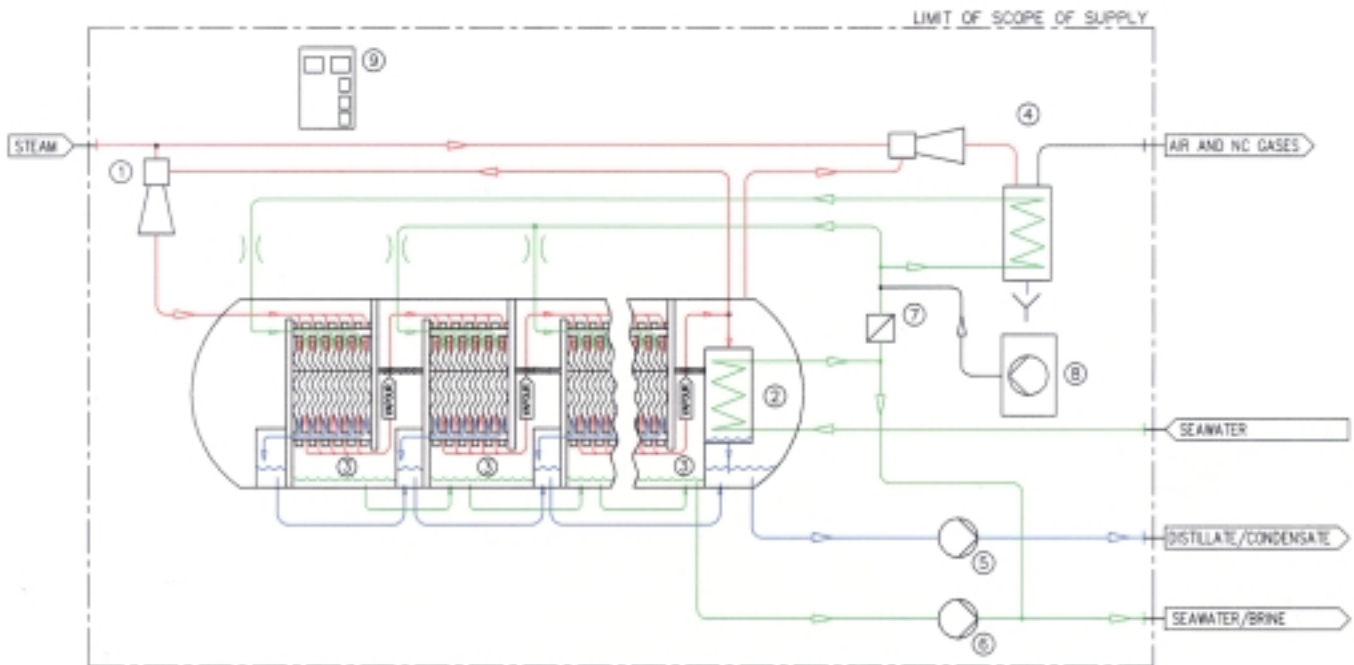 LIMIT OF SCOPE OF SUPPLY
9
4
STEAM
AIR AND NC GASES
1
7
8
2
SEAWATER
3
3
3
DISTILLATE/CONDENSATE
5
SEAWATER/BRINE
6